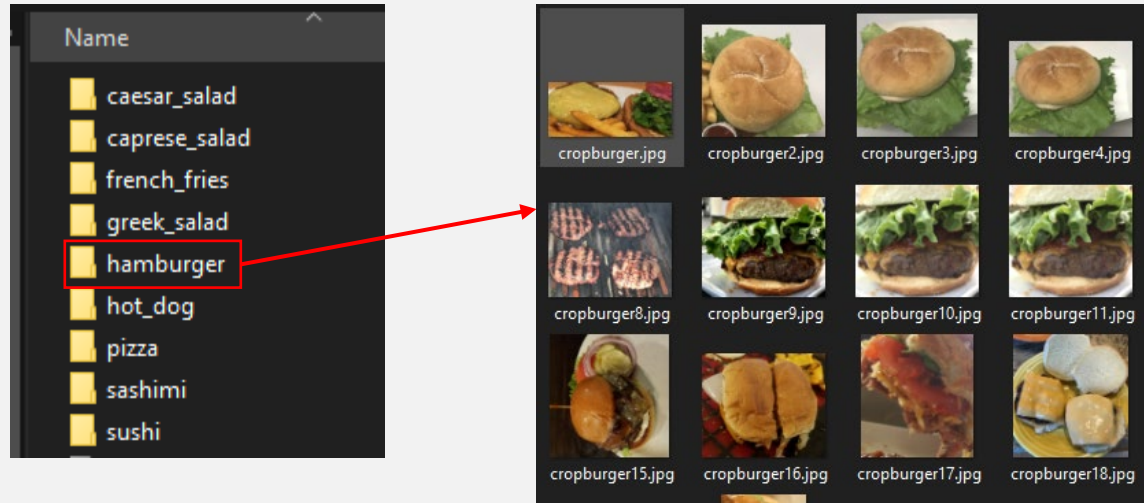 Name
caesar_salad
caprese_salad
french_fries
greek_salad
hamburger
hot_dog
pizza
sashimi
sushi
cropburger.jpg
cropburger2.jpg
cropburger3.jpg
cropburger4.jpg
cropburger8.jpg
cropburger9.jpg
cropburger10.jpg
cropburger11.jpg
cropburger15.jpg
cropburger16.jpg
cropburger17.jpg
cropburger18.jpg